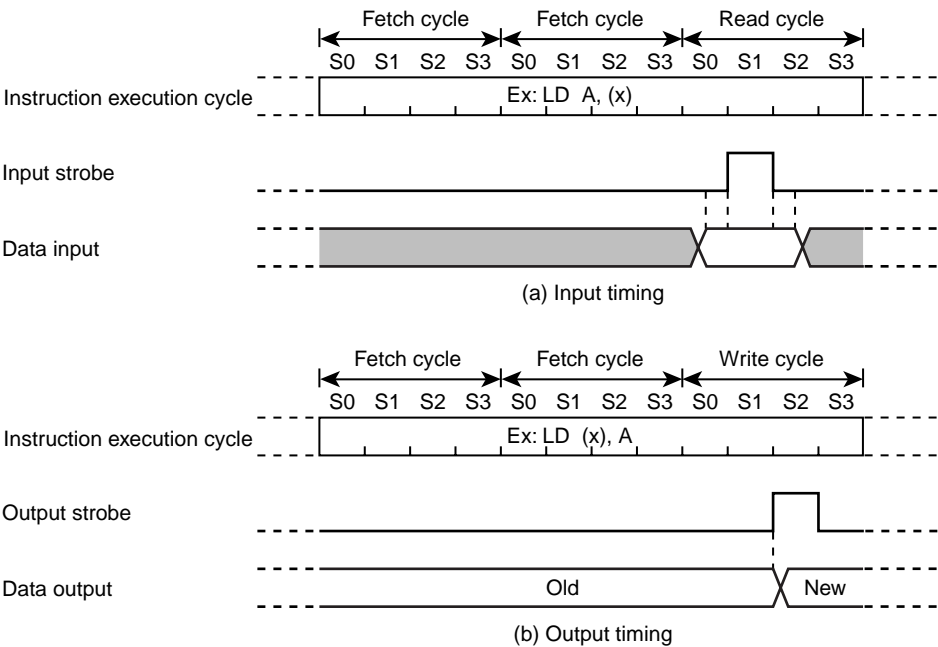 Fetch cycle Fetch cycle Read cycle
S0 S1 S2 S3 S0 S1 S2 S3 S0 S1 S2 S3
Instruction execution cycle Ex: LD A, (x)
Input strobe
Data input
(a) Input timing
Fetch cycle Fetch cycle Write cycle
S0 S1 S2 S3 S0 S1 S2 S3 S0 S1 S2 S3
Instruction execution cycle Ex: LD (x), A
Output strobe
Data output Old New
(b) Output timing